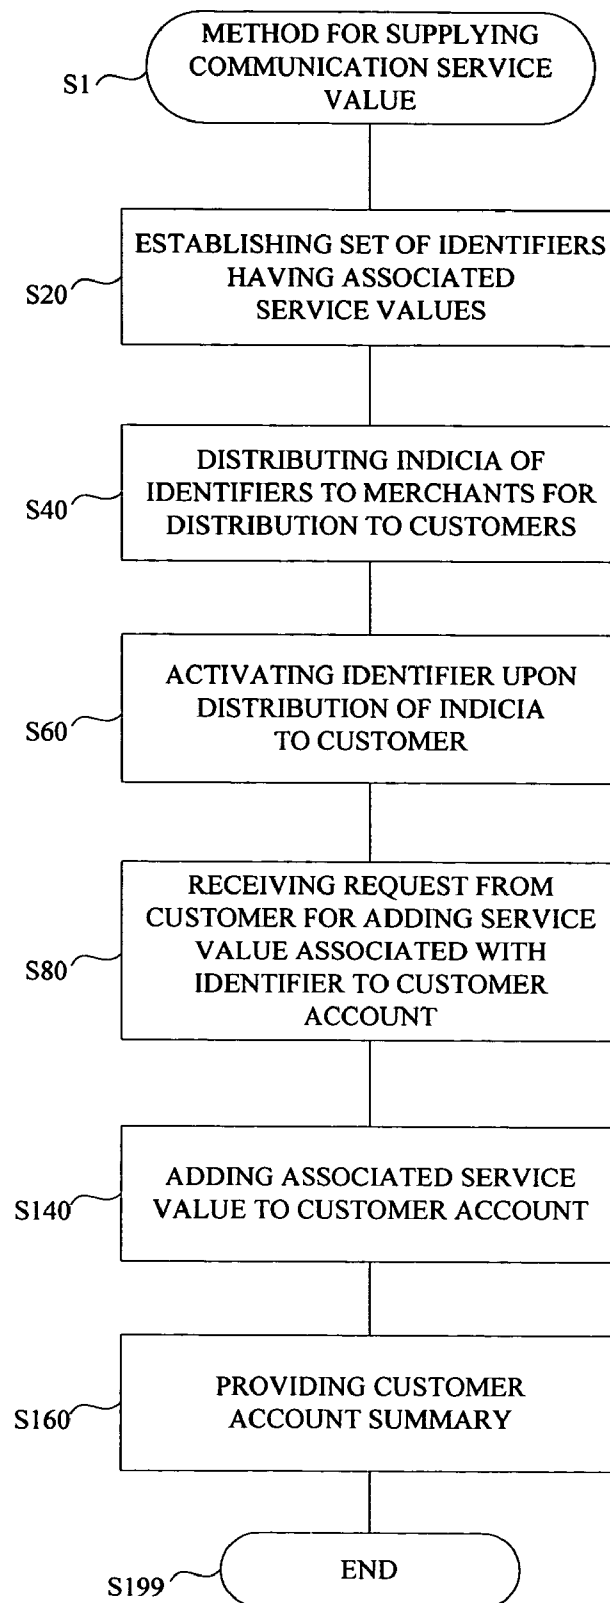 METHOD FOR SUPPLYING
COMMUNICATION SERVICE
VALUE
S1
ESTABLISHING SET OF IDENTIFIERS
HAVING ASSOCIATED
SERVICE VALUES
S20
DISTRIBUTING INDICIA OF
IDENTIFIERS TO MERCHANTS FOR
DISTRIBUTION TO CUSTOMERS
S40
ACTIVATING IDENTIFIER UPON
DISTRIBUTION OF INDICIA
TO CUSTOMER
S60
RECEIVING REQUEST FROM
CUSTOMER FOR ADDING SERVICE
VALUE ASSOCIATED WITH
IDENTIFIER TO CUSTOMER
ACCOUNT
S80
ADDING ASSOCIATED SERVICE
VALUE TO CUSTOMER ACCOUNT
S140
PROVIDING CUSTOMER
ACCOUNT SUMMARY
S160
END
S199